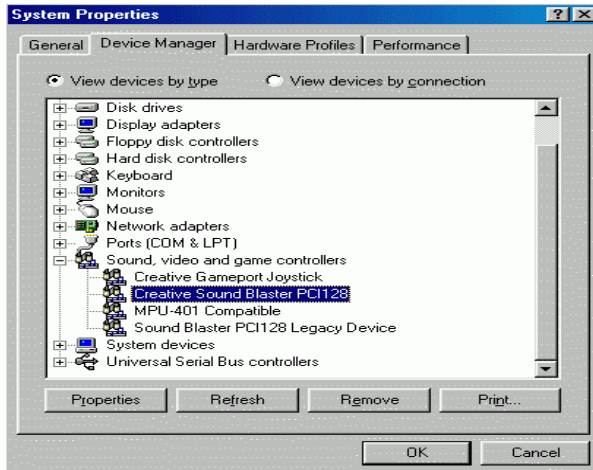 System Properties
General Device Manager Hardware Profiles Performance
View devices by type View devices by connection
Disk drives
Display adapters
Floppy disk controllers
Hard disk controllers
Keyboard
Monitors
Mouse
Network adapters
Ports (COM & LPT)
Sound, video and game controllers
Creative Gameport Joystick
Creative Sound Blaster PCI128
MPU-401 Compatible
Sound Blaster PCI128 Legacy Device
System devices
Universal Serial Bus controllers
Properties Refresh Remove Print...
OK Cancel